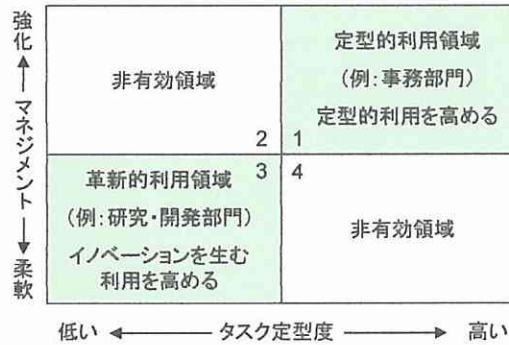 強化
マネジメント
柔軟
非有効領域
2
定型的利用領域
(例:事務部門)
定型的利用を高める
1
革新的利用領域
3
(例:研究・開発部門)
イノベーションを生む
利用を高める
4
非有効領域
低い
タスク定型度
高い